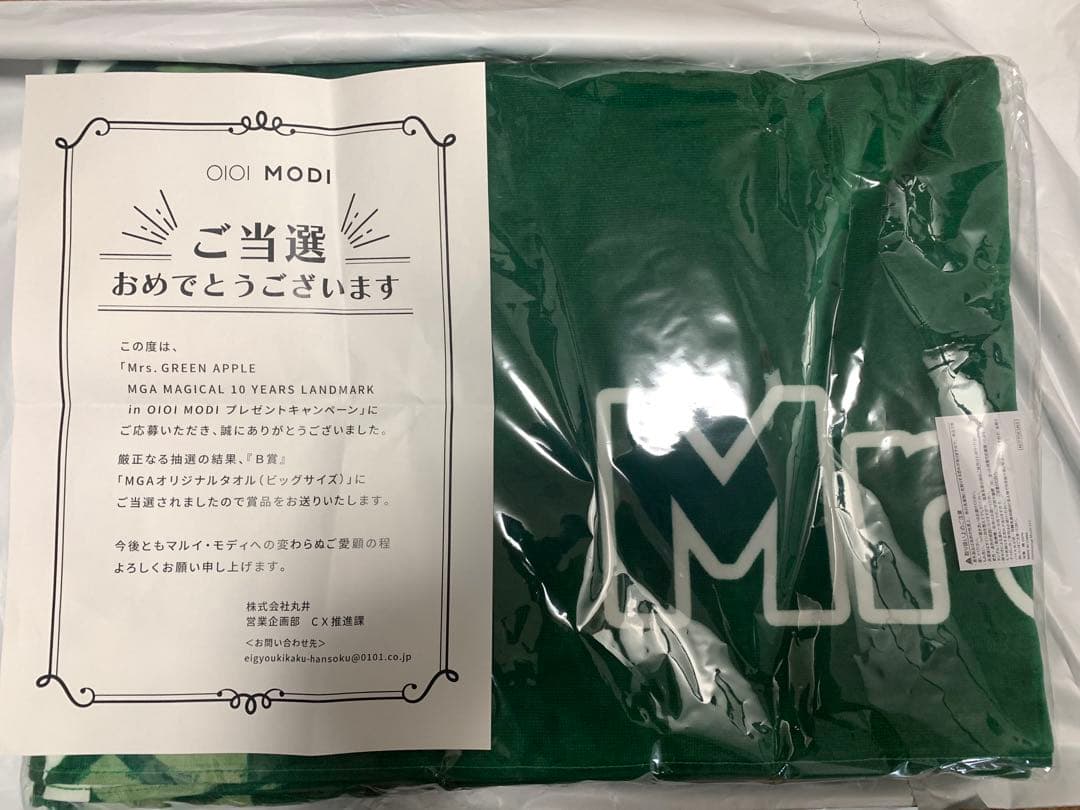 OIOI MODI
ご当選
おめでとうございます
この度は、
「Mrs. GREEN APPLE
MGA MAGICAL 10 YEARS LANDMARK
in OIOI MODI プレゼントキャンペーン」に
ご応募いただき、誠にありがとうございました。
厳正なる抽選の結果、『B賞』
「MGAオリジナルタオル（ビッグサイズ）」に
ご当選されましたので賞品をお送りいたします。
今後ともマルイ・モディへの変わらぬご愛顧の程
よろしくお願い申し上げます。
株式会社丸井
営業企画部 CX推進課
＜お問い合わせ先＞
eigyoukikaku-hansoku@0101.co.jp
Mr